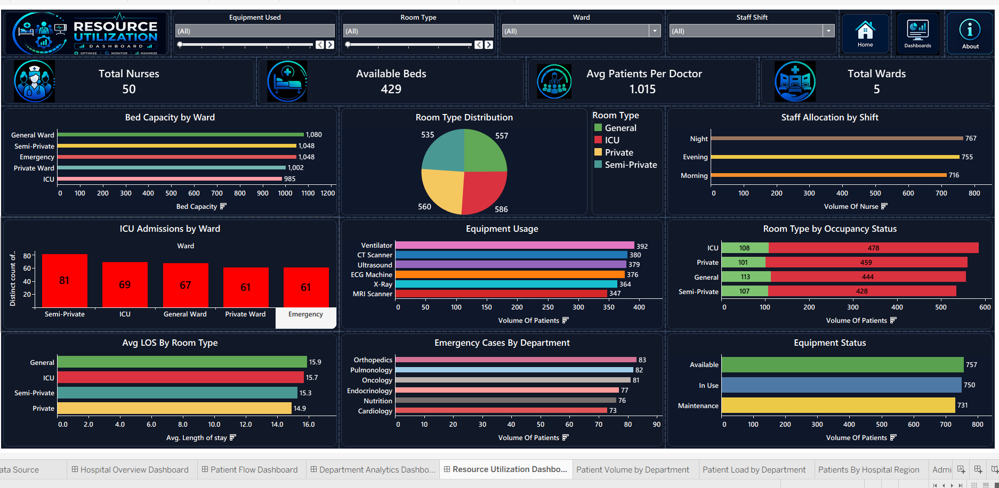 RESOURCE
UTILIZATION
DASHBOARD
OPTIMIZE MONITOR MAXIMIZE
Equipment Used
(All)
Room Type
(All)
Ward
(All)
Staff Shift
(All)
Home
Dashboards
About
Total Nurses
50
Available Beds
429
Avg Patients Per Doctor
1.015
Total Wards
5
Bed Capacity by Ward
General Ward 1,080
Semi-Private 1,048
Emergency 1,048
Private Ward 1,002
ICU 985
0 100 200 300 400 500 600 700 800 900 1000 1100 1200
Bed Capacity
Room Type Distribution
535 557
560 586
Room Type
General
ICU
Private
Semi-Private
Staff Allocation by Shift
Night 767
Evening 755
Morning 716
0 100 200 300 400 500 600 700 800
Volume Of Nurse
ICU Admissions by Ward
Ward
Distinct count of..
80
60
40
20
81 69 67 61 61
Semi-Private ICU General Ward Private Ward Emergency
Equipment Usage
Ventilator 392
CT Scanner 380
Ultrasound 379
ECG Machine 376
X-Ray 364
MRI Scanner 347
0 50 100 150 200 250 300 350 400
Volume Of Patients
Room Type by Occupancy Status
ICU 108 478
Private 101 459
General 113 444
Semi-Private 107 428
0 100 200 300 400 500 600
Volume Of Patients
Avg LOS By Room Type
General 15.9
ICU 15.7
Semi-Private 15.3
Private 14.9
0.0 2.0 4.0 6.0 8.0 10.0 12.0 14.0 16.0
Avg. Length of stay
Emergency Cases By Department
Orthopedics 83
Pulmonology 82
Oncology 81
Endocrinology 77
Nutrition 76
Cardiology 73
0 10 20 30 40 50 60 70 80 90
Volume Of Patients
Equipment Status
Available 757
In Use 750
Maintenance 731
0 100 200 300 400 500 600 700 800
Volume Of Patients
ata Source Hospital Overview Dashboard Patient Flow Dashboard Department Analytics Dashbo... Resource Utilization Dashbo... Patient Volume by Department Patient Load by Department Patients By Hospital Region Admi